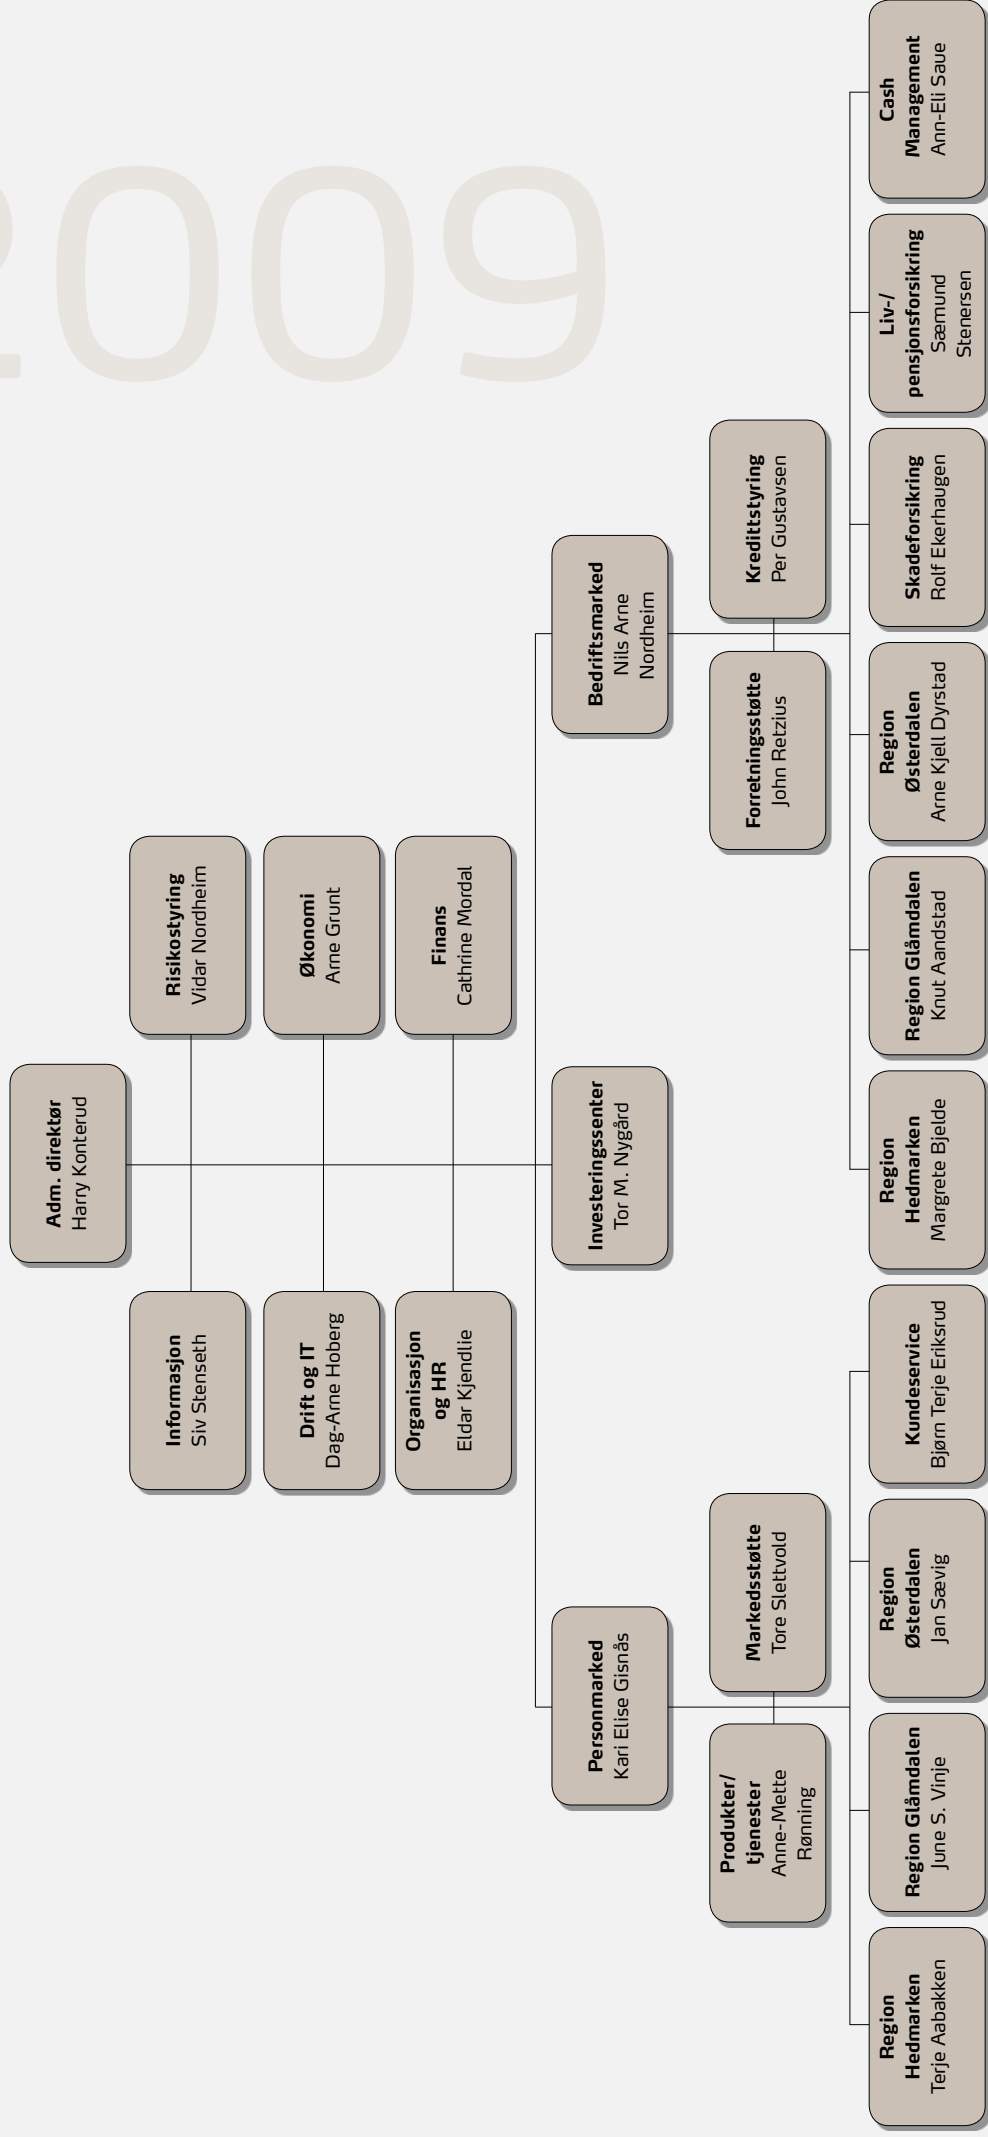 2009
Adm. direktør
Harry Konterud
Informasjon
Siv Stenseth
Risikostyring
Vidar Nordheim
Drift og IT
Dag-Arne Hoberg
Økonomi
Arne Grunt
Organisasjon
og HR
Eldar Kjendlie
Finans
Cathrine Mordal
Personmarked
Kari Elise Gisnås
Investeringssenter
Tor M. Nygård
Bedriftsmarked
Nils Arne
Nordheim
Produkter/
tjenester
Anne-Mette
Rønning
Markedsstøtte
Tore Slettvold
Forretningsstøtte
John Retzius
Kredittstyring
Per Gustavsen
Region
Hedmarken
Terje Aabakken
Region Glåmdalen
June S. Vinje
Region
Østerdalen
Jan Sævig
Kundeservice
Bjørn Terje Eriksrud
Region
Hedmarken
Margrete Bjelde
Region Glåmdalen
Knut Aandstad
Region
Østerdalen
Arne Kjell Dyrstad
Skadeforsikring
Rolf Ekerhaugen
Liv-/
pensjonsforsikring
Sæmund
Stenersen
Cash
Management
Ann-Eli Saue